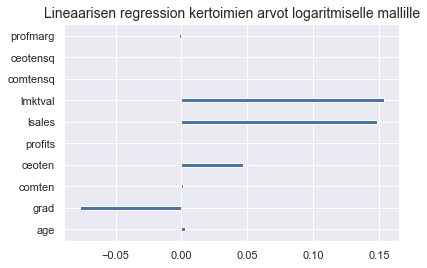 Lineaarisen regression kertoimien arvot logaritmiselle mallille
profmarg
ceotensq
comtensq
lmktval
lsales
profits
ceoten
comten
grad
age
−0.05 0.00 0.05 0.10 0.15